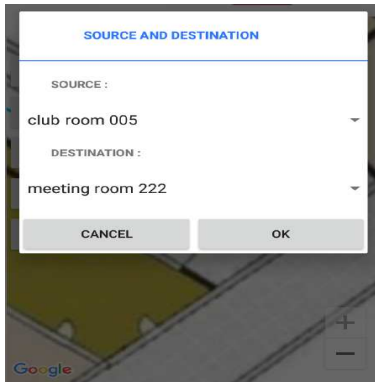 SOURCE AND DESTINATION
SOURCE :
club room 005
DESTINATION :
meeting room 222
CANCEL OK
+
−
Google